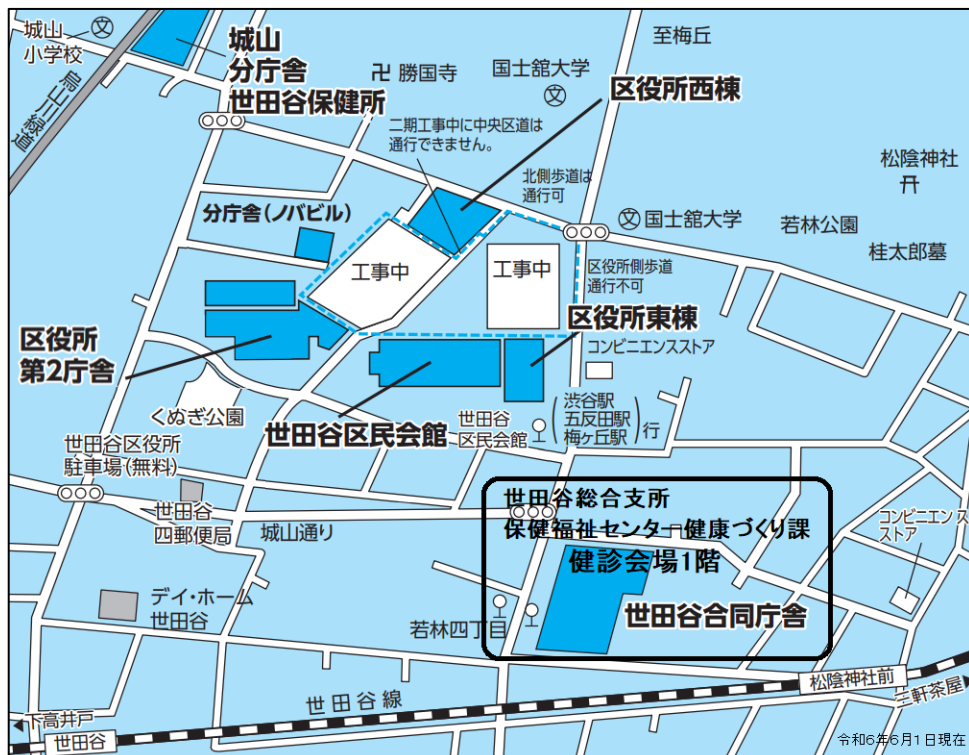 城山
小学校
城山
分庁舎
世田谷保健所
烏山川緑道
勝国寺
国士舘大学
文
文
至梅丘
区役所西棟
二期工事中に中央区道は
通行できません。
北側歩道は
通行可
松陰神社
文
国士舘大学
若林公園
桂太郎墓
分庁舎(ノバビル)
工事中
工事中
区役所側歩道
通行不可
区役所東棟
コンビニエンスストア
区役所
第2庁舎
くぬぎ公園
世田谷区民会館
世田谷
区民会館
渋谷駅
五反田駅
梅ヶ丘駅
行
世田谷区役所
駐車場(無料)
世田谷
四郵便局
城山通り
世田谷総合支所
保健福祉センター健康づくり課
健診会場1階
世田谷合同庁舎
コンビニエンス
ストア
デイ・ホーム
世田谷
若林四丁目
松陰神社前
三軒茶屋
世田谷線
下高井戸
世田谷
令和6年6月1日現在